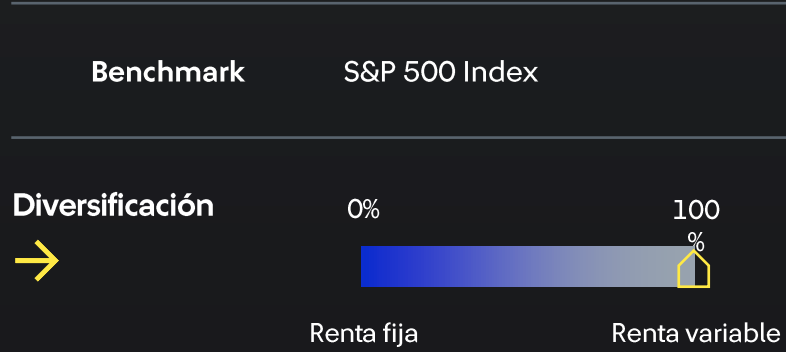 Benchmark S&P 500 Index
Diversificación
0% 100
%
Renta fija Renta variable